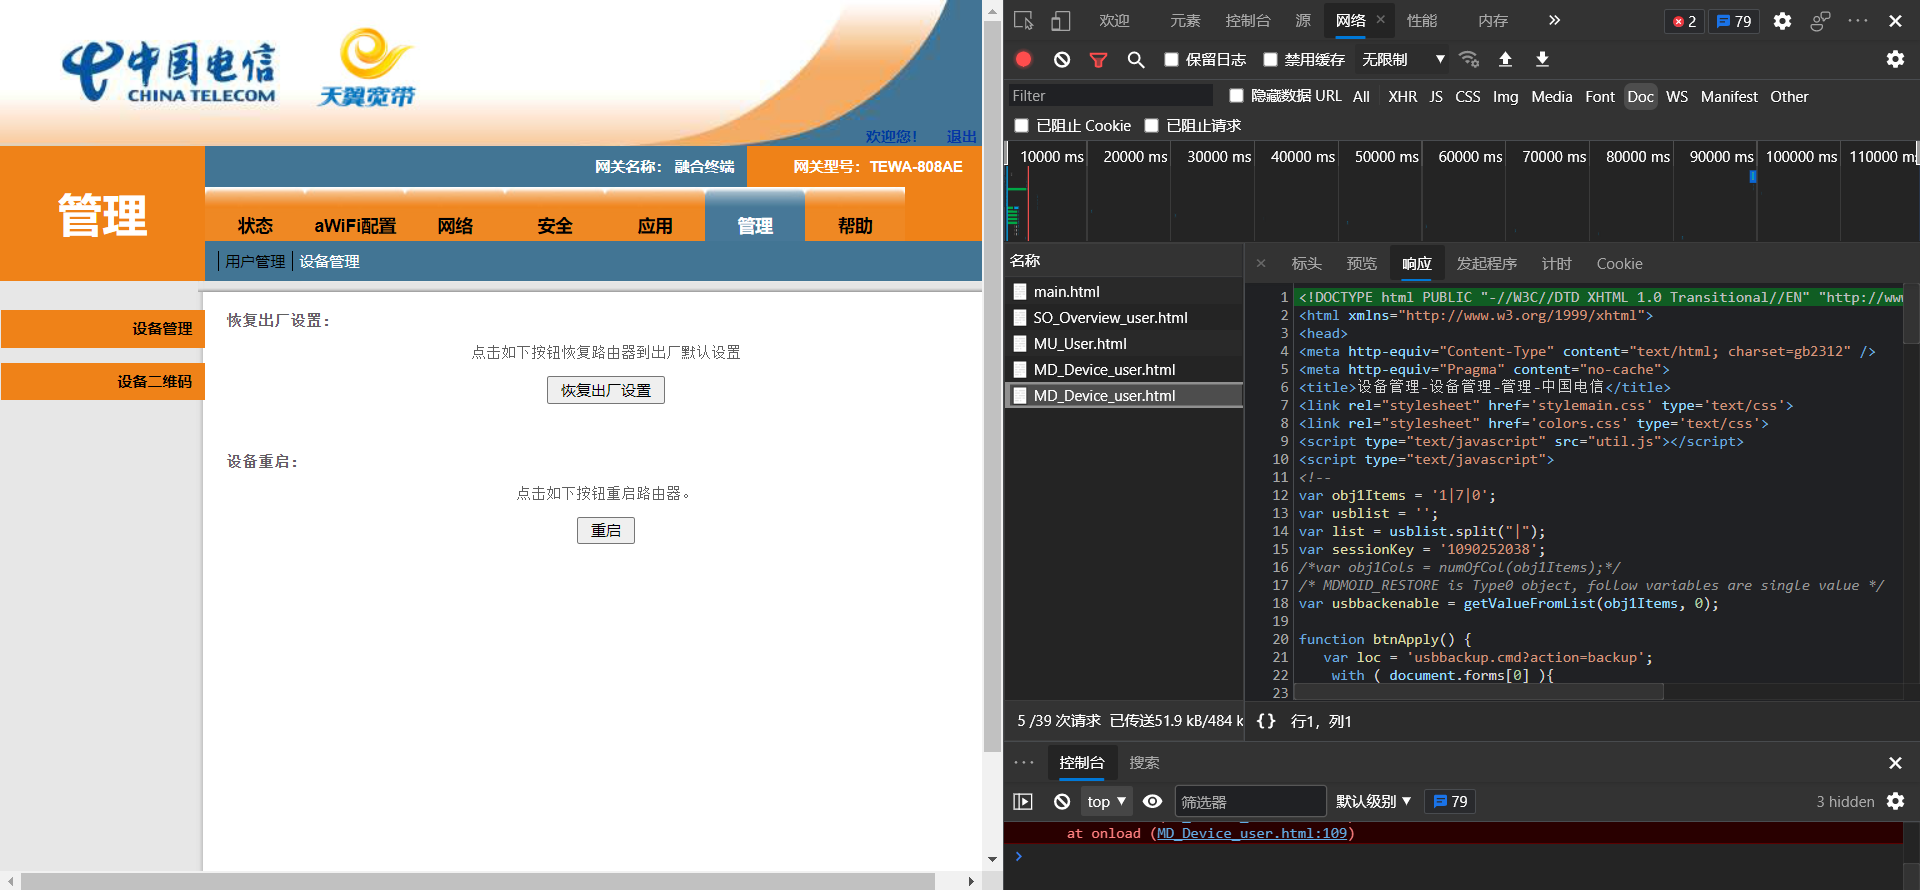 中国电信
CHINA TELECOM
天翼宽带
欢迎您！ 退出
网关名称： 融合终端
网关型号：TEWA-808AE
管理
状态 aWiFi配置 网络 安全 应用 管理 帮助
用户管理 设备管理
设备管理
设备二维码
恢复出厂设置：
点击如下按钮恢复路由器到出厂默认设置
恢复出厂设置
设备重启：
点击如下按钮重启路由器。
重启
欢迎 元素 控制台 源 网络 性能 内存
2 79
保留日志 禁用缓存 无限制
Filter 隐藏数据 URL All XHR JS CSS Img Media Font Doc WS Manifest Other
已阻止 Cookie 已阻止请求
10000 ms 20000 ms 30000 ms 40000 ms 50000 ms 60000 ms 70000 ms 80000 ms 90000 ms 100000 ms 110000 m
名称
main.html
SO_Overview_user.html
MU_User.html
MD_Device_user.html
MD_Device_user.html
5 /39 次请求 已传送51.9 kB/484 k
标头 预览 响应 发起程序 计时 Cookie
1 <!DOCTYPE html PUBLIC "-//W3C//DTD XHTML 1.0 Transitional//EN" "http://ww
2 <html xmlns="http://www.w3.org/1999/xhtml">
3 <head>
4 <meta http-equiv="Content-Type" content="text/html; charset=gb2312" />
5 <meta http-equiv="Pragma" content="no-cache">
6 <title>设备管理-设备管理-管理-中国电信</title>
7 <link rel="stylesheet" href='stylemain.css' type='text/css'>
8 <link rel="stylesheet" href='colors.css' type='text/css'>
9 <script type="text/javascript" src="util.js"></script>
10 <script type="text/javascript">
11 <!--
12 var obj1Items = '1|7|0';
13 var usblist = '';
14 var list = usblist.split("|");
15 var sessionKey = '1090252038';
16 /*var obj1Cols = numOfCol(obj1Items);*/
17 /* MDMOID_RESTORE is Type0 object, follow variables are single value */
18 var usbbackenable = getValueFromList(obj1Items, 0);
19
20 function btnApply() {
21 var loc = 'usbbackup.cmd?action=backup';
22 with ( document.forms[0] ){
23
{} 行1，列1
控制台 搜索
top 筛选器 默认级别 79 3 hidden
at onload (MD_Device_user.html:109)